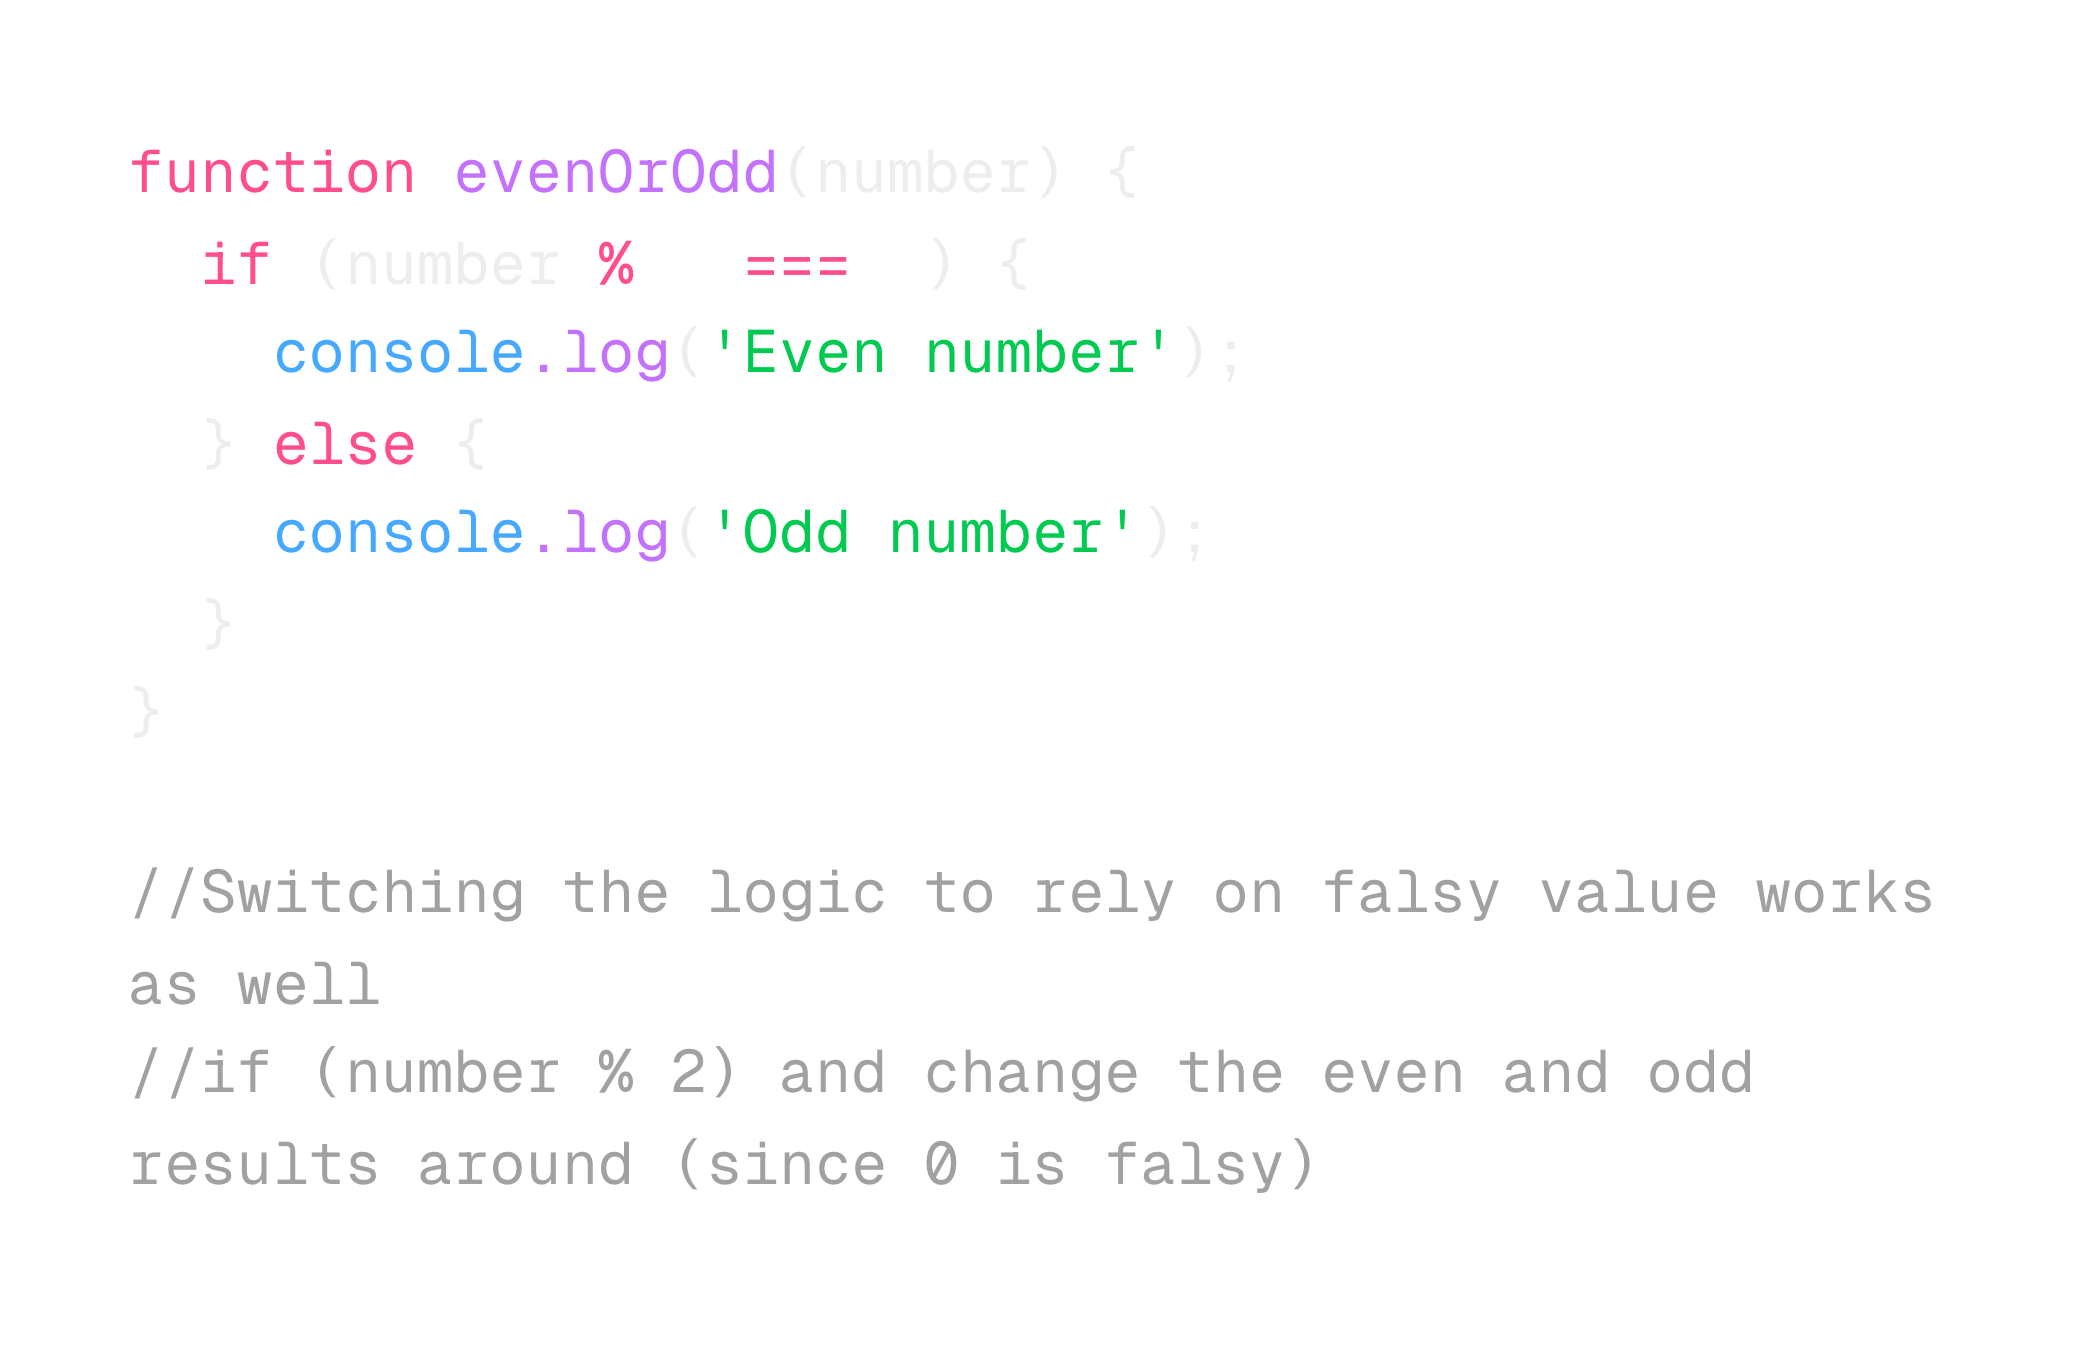 function evenOrOdd(number) {
  if (number %   ===  ) {
    console.log('Even number');
  } else {
    console.log('Odd number');
  }
}

//Switching the logic to rely on falsy value works
as well
//if (number % 2) and change the even and odd
results around (since 0 is falsy)